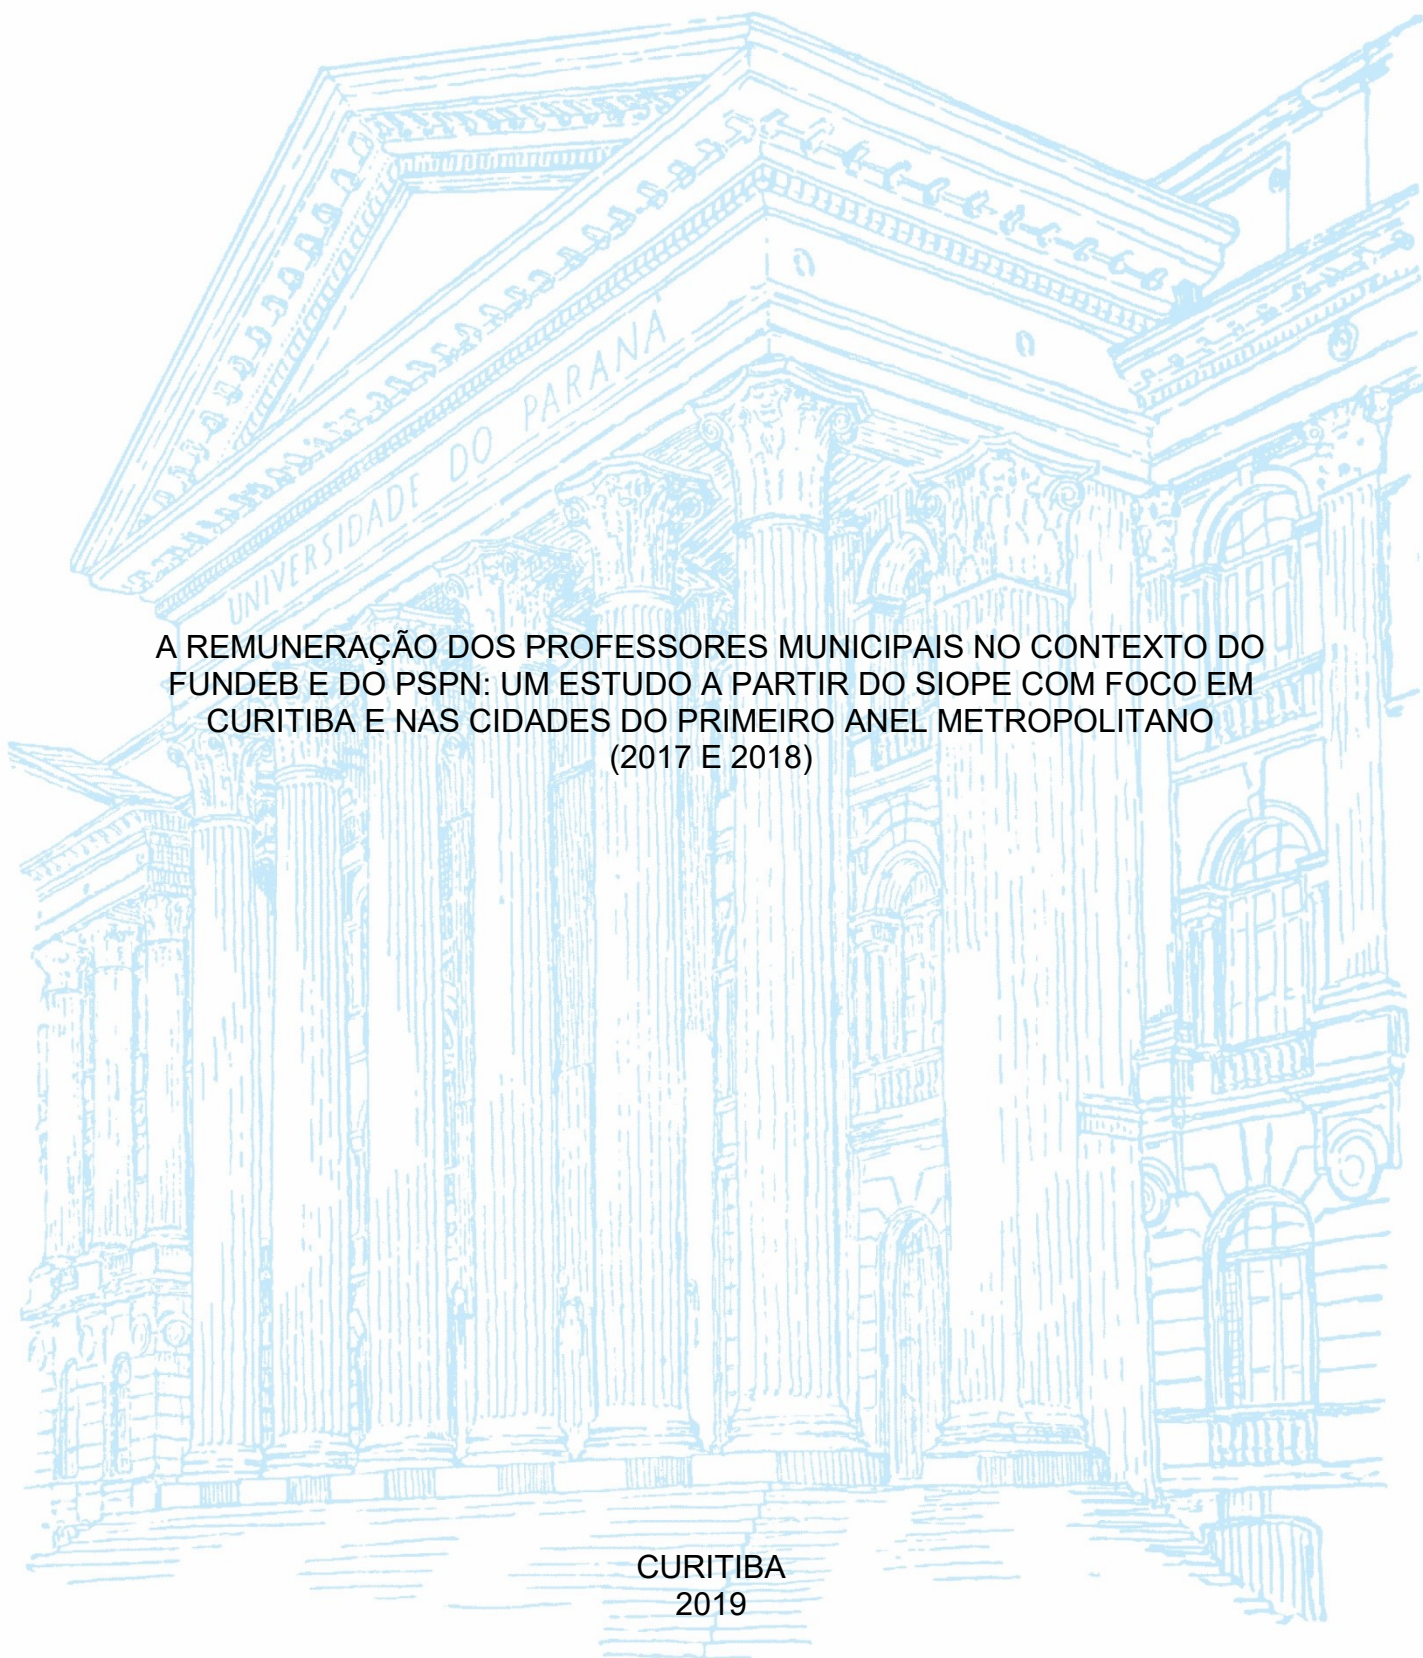 UNIVERSIDADE DO PARANÁ
A REMUNERAÇÃO DOS PROFESSORES MUNICIPAIS NO CONTEXTO DO
FUNDEB E DO PSPN: UM ESTUDO A PARTIR DO SIOPE COM FOCO EM
CURITIBA E NAS CIDADES DO PRIMEIRO ANEL METROPOLITANO
(2017 E 2018)
CURITIBA
2019